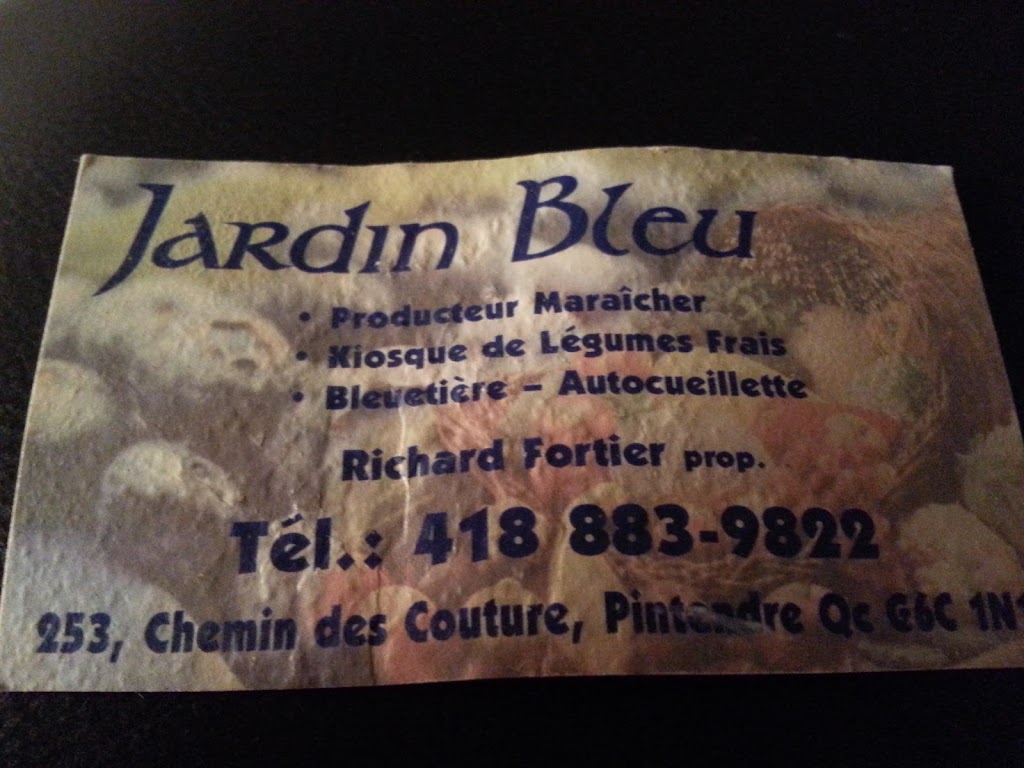 Jardin Bleu
• Producteur Maraîcher
• Kiosque de Légumes Frais
• Bleuetière – Autocueillette
Richard Fortier prop.
Tél.: 418 883-9822
253, Chemin des Couture, Pintendre Qc G6C